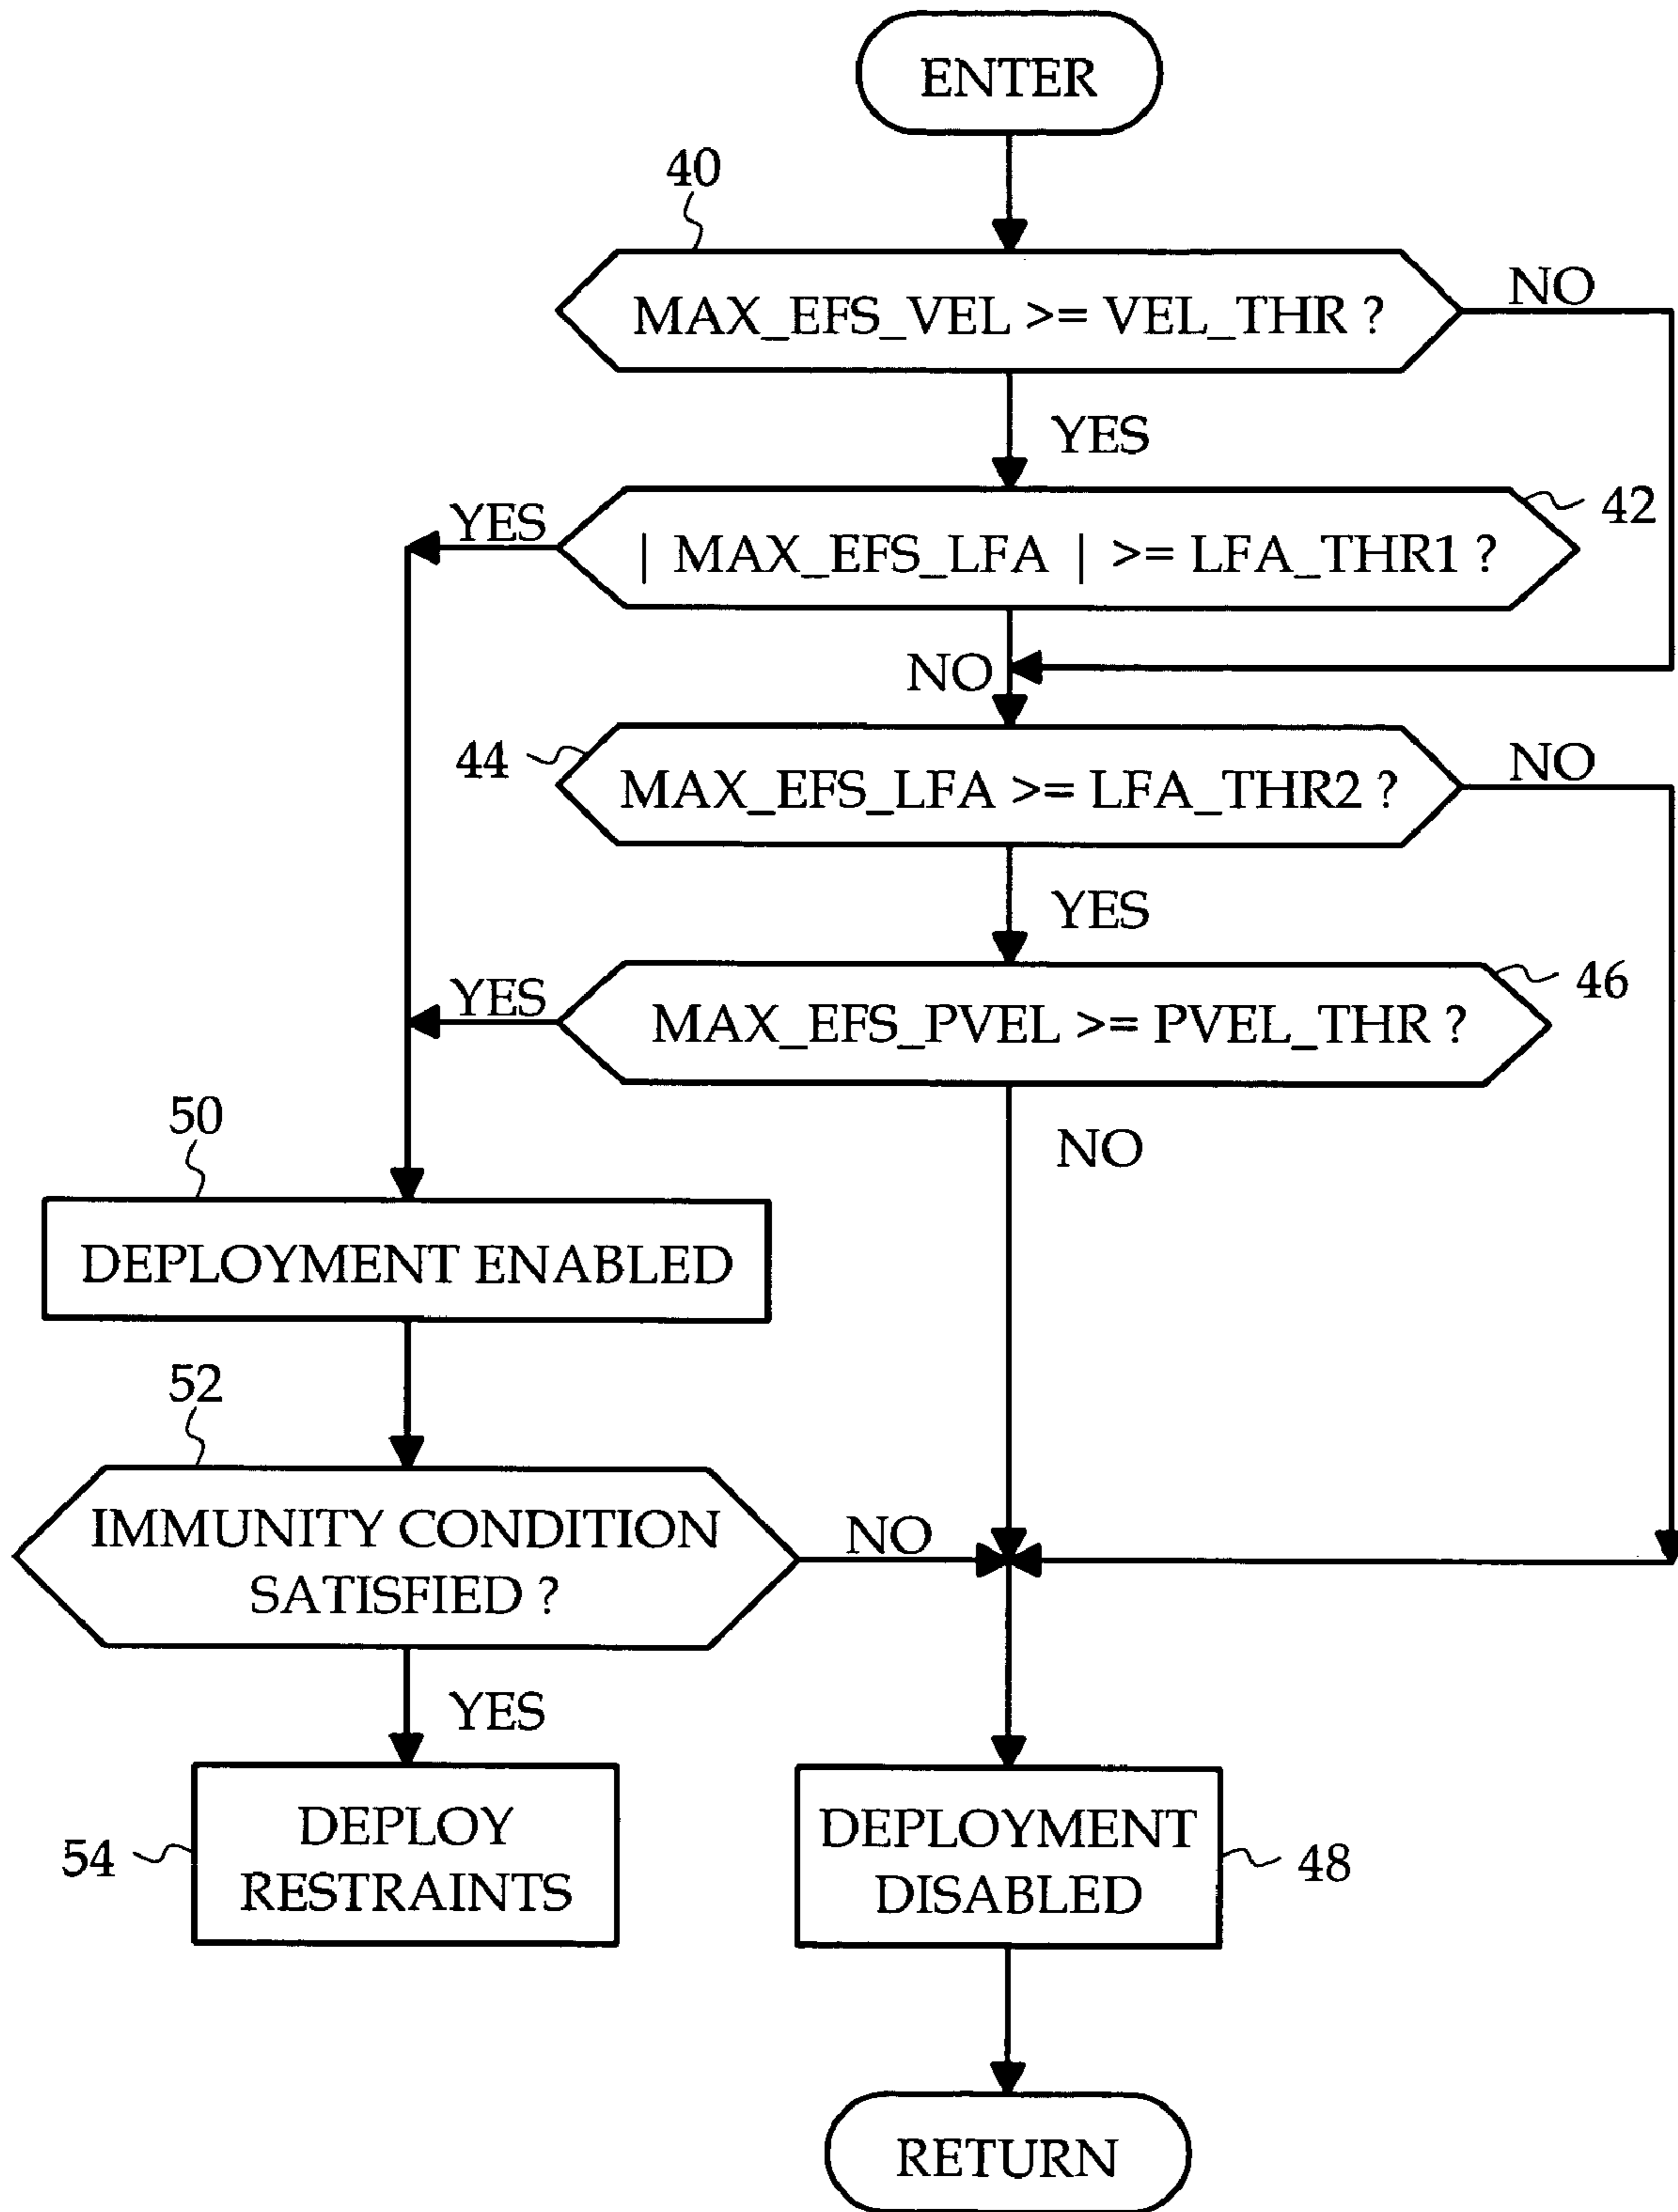 ENTER
40
MAX_EFS_VEL >= VEL_THR ?
NO
YES
42
YES
| MAX_EFS_LFA | >= LFA_THR1 ?
NO
44
MAX_EFS_LFA >= LFA_THR2 ?
NO
YES
46
YES
MAX_EFS_PVEL >= PVEL_THR ?
50
NO
DEPLOYMENT ENABLED
52
IMMUNITY CONDITION
SATISFIED ?
NO
YES
DEPLOY
RESTRAINTS
54
DEPLOYMENT
DISABLED
48
RETURN